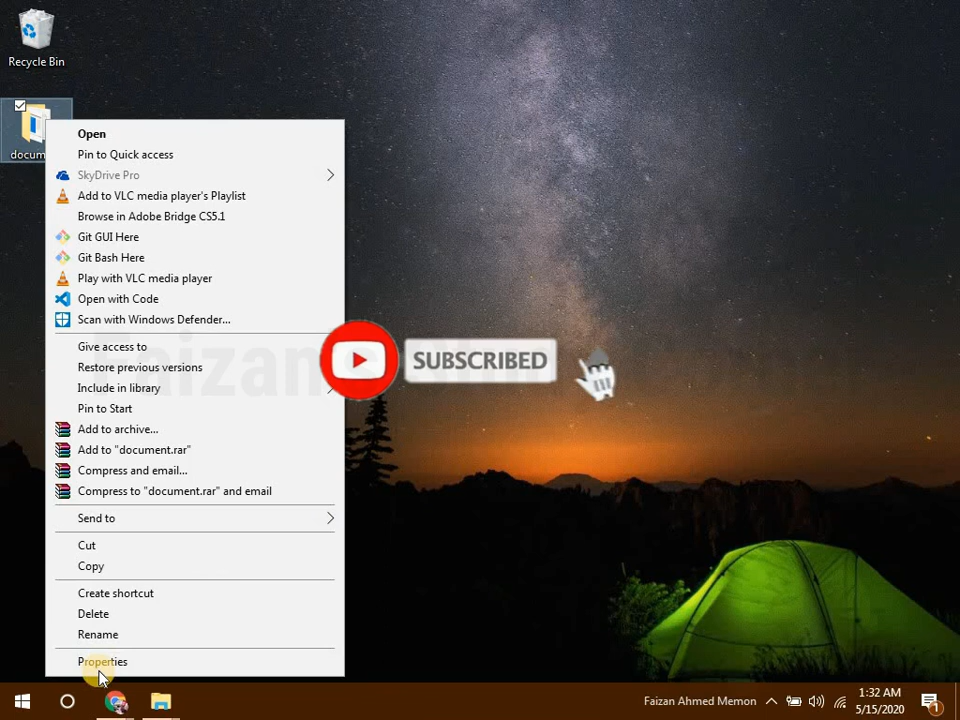 Recycle Bin
docum
Open
Pin to Quick access
SkyDrive Pro
Add to VLC media player's Playlist
Browse in Adobe Bridge CS5.1
Git GUI Here
Git Bash Here
Play with VLC media player
Open with Code
Scan with Windows Defender...
Give access to
Restore previous versions
Include in library
Pin to Start
Add to archive...
Add to "document.rar"
Compress and email...
Compress to "document.rar" and email
Send to
Cut
Copy
Create shortcut
Delete
Rename
Properties
SUBSCRIBED
Faizan Ahmed Memon
1:32 AM
5/15/2020
1